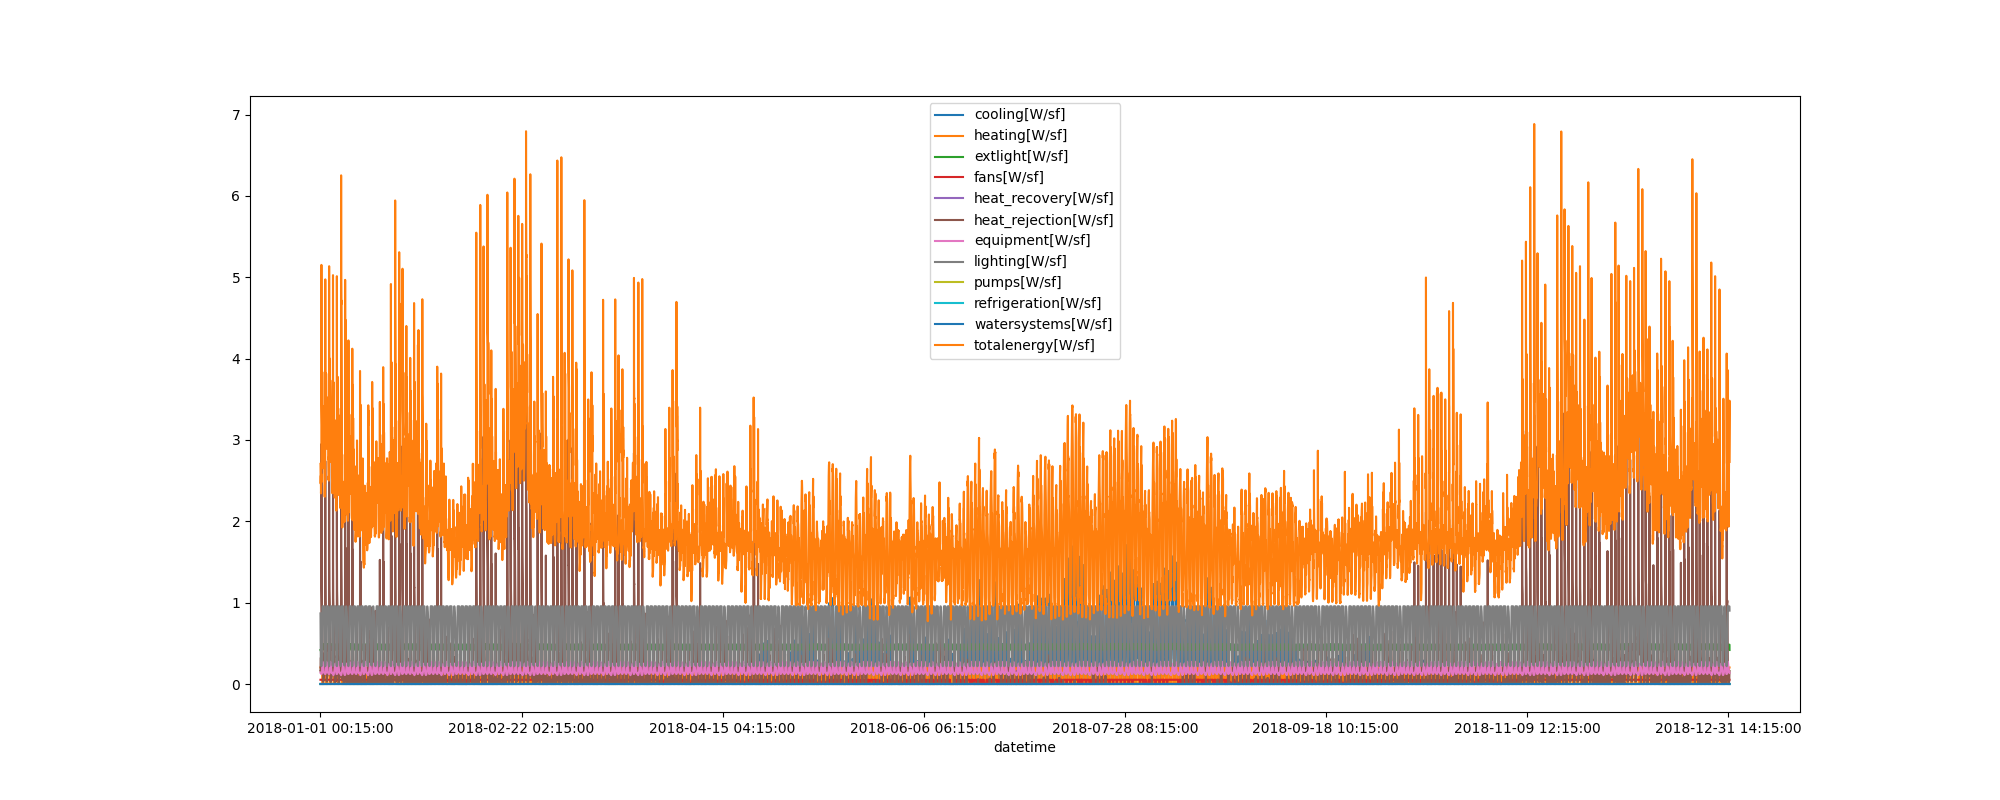 7
6
5
4
3
2
1
0
cooling[W/sf]
heating[W/sf]
extlight[W/sf]
fans[W/sf]
heat_recovery[W/sf]
heat_rejection[W/sf]
equipment[W/sf]
lighting[W/sf]
pumps[W/sf]
refrigeration[W/sf]
watersystems[W/sf]
totalenergy[W/sf]
2018-01-01 00:15:00 2018-02-22 02:15:00 2018-04-15 04:15:00 2018-06-06 06:15:00 2018-07-28 08:15:00 2018-09-18 10:15:00 2018-11-09 12:15:00 2018-12-31 14:15:00
datetime